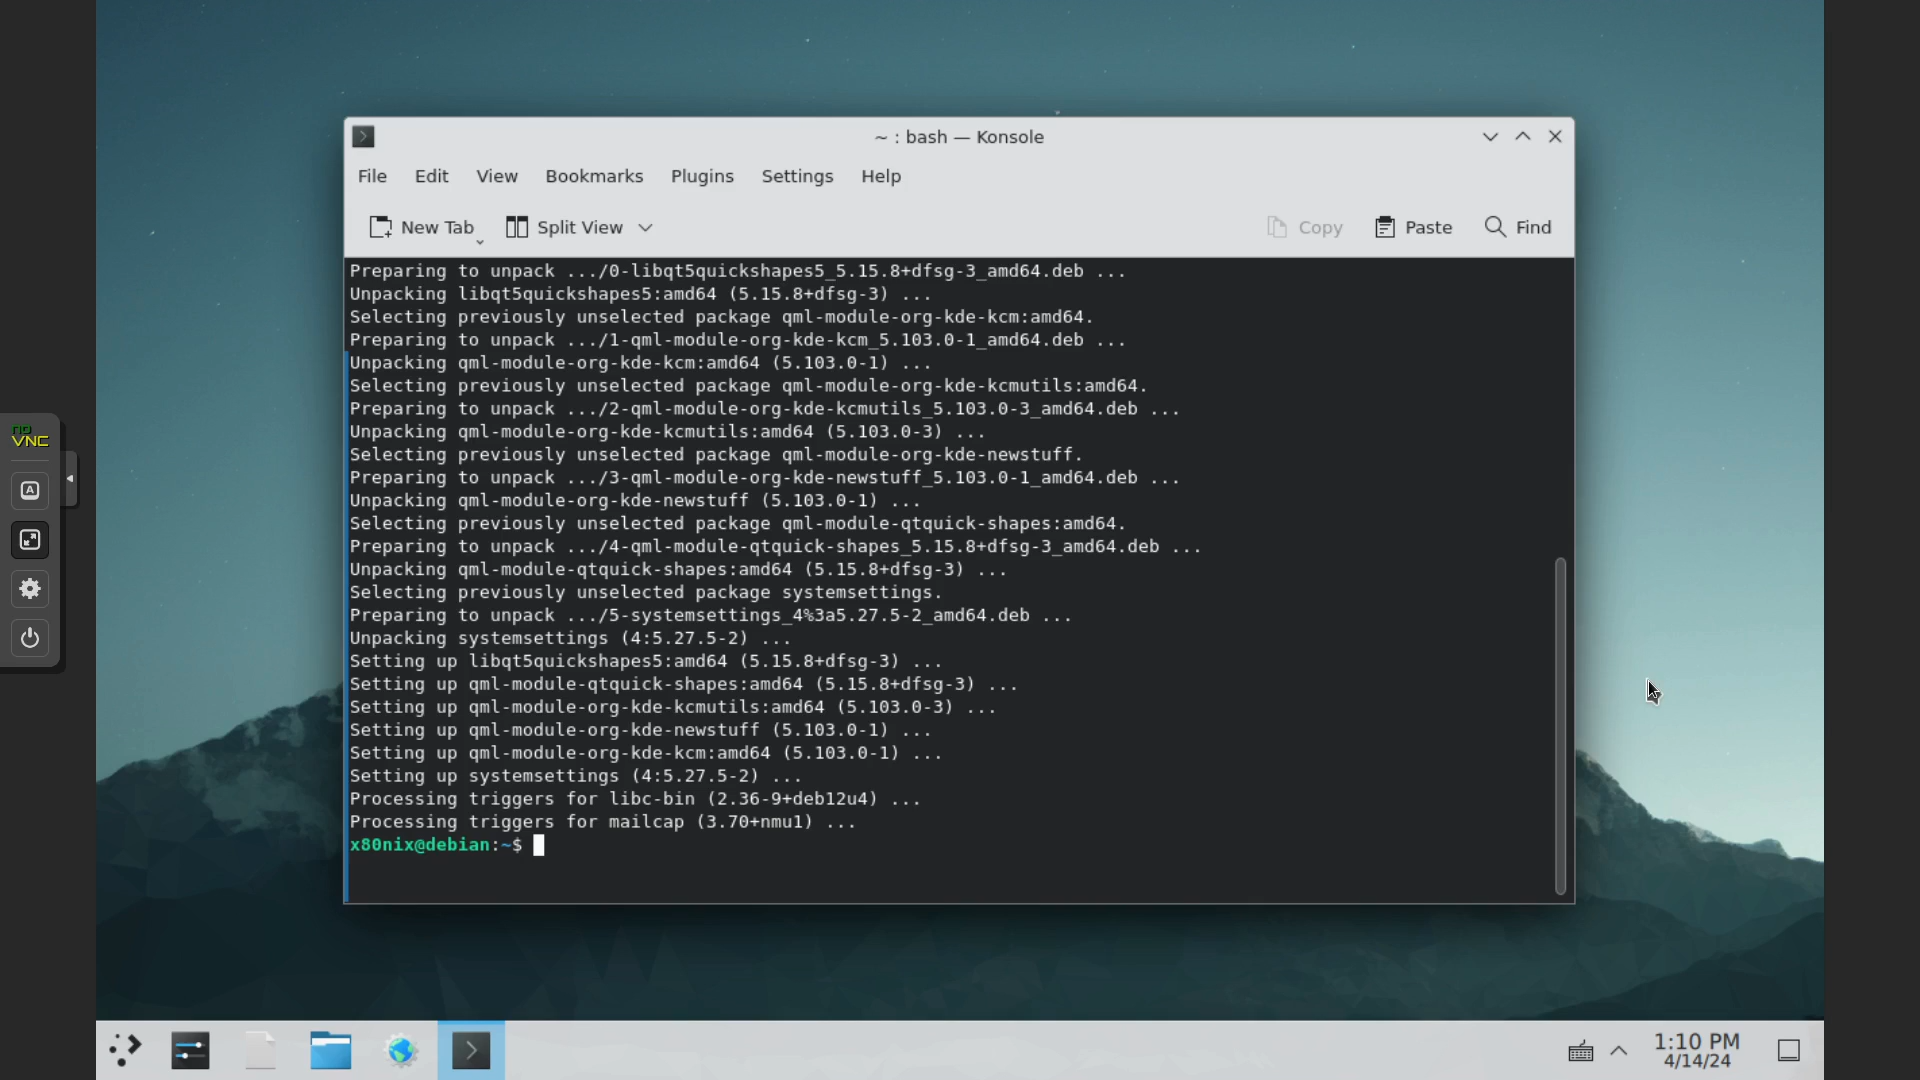 ~ : bash — Konsole
File Edit View Bookmarks Plugins Settings Help
New Tab Split View Copy Paste Find
Preparing to unpack .../0-libqt5quickshapes5_5.15.8+dfsg-3_amd64.deb ...
Unpacking libqt5quickshapes5:amd64 (5.15.8+dfsg-3) ...
Selecting previously unselected package qml-module-org-kde-kcm:amd64.
Preparing to unpack .../1-qml-module-org-kde-kcm_5.103.0-1_amd64.deb ...
Unpacking qml-module-org-kde-kcm:amd64 (5.103.0-1) ...
Selecting previously unselected package qml-module-org-kde-kcmutils:amd64.
Preparing to unpack .../2-qml-module-org-kde-kcmutils_5.103.0-3_amd64.deb ...
Unpacking qml-module-org-kde-kcmutils:amd64 (5.103.0-3) ...
Selecting previously unselected package qml-module-org-kde-newstuff.
Preparing to unpack .../3-qml-module-org-kde-newstuff_5.103.0-1_amd64.deb ...
Unpacking qml-module-org-kde-newstuff (5.103.0-1) ...
Selecting previously unselected package qml-module-qtquick-shapes:amd64.
Preparing to unpack .../4-qml-module-qtquick-shapes_5.15.8+dfsg-3_amd64.deb ...
Unpacking qml-module-qtquick-shapes:amd64 (5.15.8+dfsg-3) ...
Selecting previously unselected package systemsettings.
Preparing to unpack .../5-systemsettings_4%3a5.27.5-2_amd64.deb ...
Unpacking systemsettings (4:5.27.5-2) ...
Setting up libqt5quickshapes5:amd64 (5.15.8+dfsg-3) ...
Setting up qml-module-qtquick-shapes:amd64 (5.15.8+dfsg-3) ...
Setting up qml-module-org-kde-kcmutils:amd64 (5.103.0-3) ...
Setting up qml-module-org-kde-newstuff (5.103.0-1) ...
Setting up qml-module-org-kde-kcm:amd64 (5.103.0-1) ...
Setting up systemsettings (4:5.27.5-2) ...
Processing triggers for libc-bin (2.36-9+deb12u4) ...
Processing triggers for mailcap (3.70+nmu1) ...
x80nix@debian:~$
no
VNC
A
1:10 PM
4/14/24